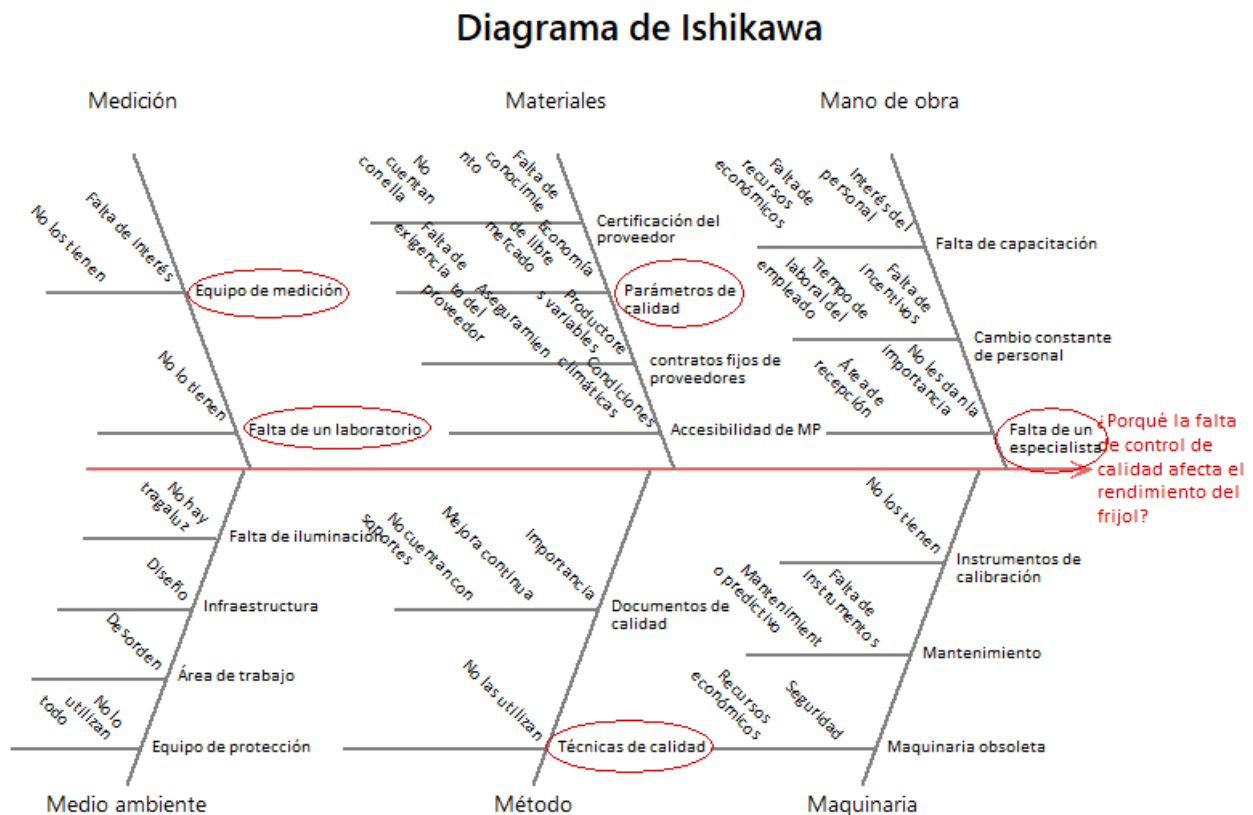 Diagrama de Ishikawa
Medición
Materiales
Mano de obra
Falta de interés
No los tienen
Equipo de medición
No lo tienen
Falta de un laboratorio
Falta de
conocimie
nto
No
cuentan
con ella
Certificación del
proveedor
Economía
de libre
mercado
Falta de
exigencia
Parámetros de
calidad
Productore
s variables
Aseguramien
to del
proveedor
contratos fijos de
proveedores
Condiciones
climáticas
Accesibilidad de MP
Interés del
personal
Falta de
recursos
económicos
Falta de capacitación
Falta de
incentivos
Tiempo de
laboral del
empleado
Cambio constante
de personal
No les dan la
importancia
Área de
recepción
Falta de un
especialista
¿Porqué la falta
de control de
calidad afecta el
rendimiento del
frijol?
No hay
tragaluz
Falta de iluminación
Diseño
Infraestructura
Desorden
Área de trabajo
No lo
utilizan
todo
Equipo de protección
Importancia
Mejora continua
No cuentan con
soportes
Documentos de
calidad
No las utilizan
Técnicas de calidad
No los tienen
Instrumentos de
calibración
Falta de
instrumentos
Mantenimient
o predictivo
Mantenimiento
Seguridad
Recursos
económicos
Maquinaria obsoleta
Medio ambiente
Método
Maquinaria